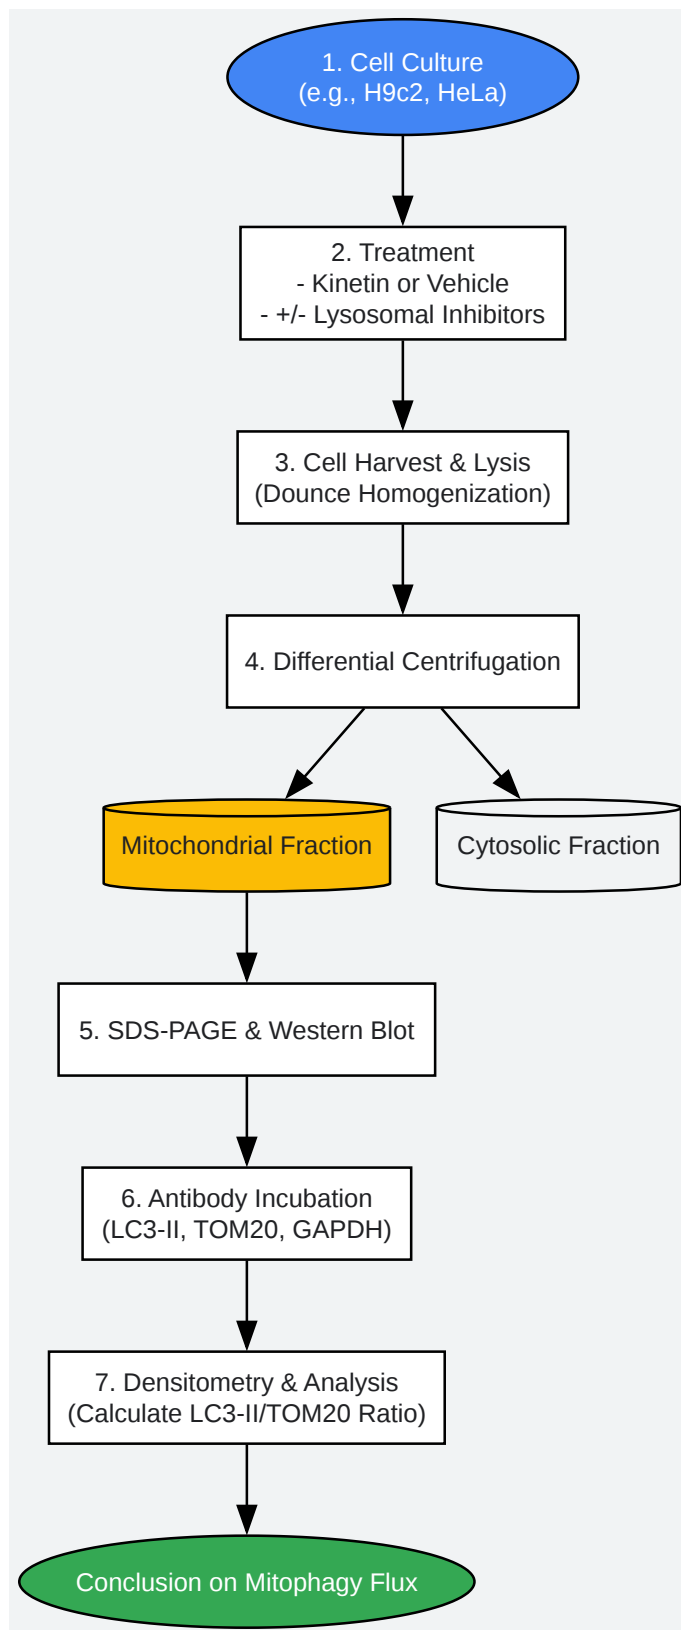 1. Cell Culture
(e.g., H9c2, HeLa)
2. Treatment
- Kinetin or Vehicle
- +/- Lysosomal Inhibitors
3. Cell Harvest & Lysis
(Dounce Homogenization)
4. Differential Centrifugation
Mitochondrial Fraction
Cytosolic Fraction
5. SDS-PAGE & Western Blot
6. Antibody Incubation
(LC3-II, TOM20, GAPDH)
7. Densitometry & Analysis
(Calculate LC3-II/TOM20 Ratio)
Conclusion on Mitophagy Flux